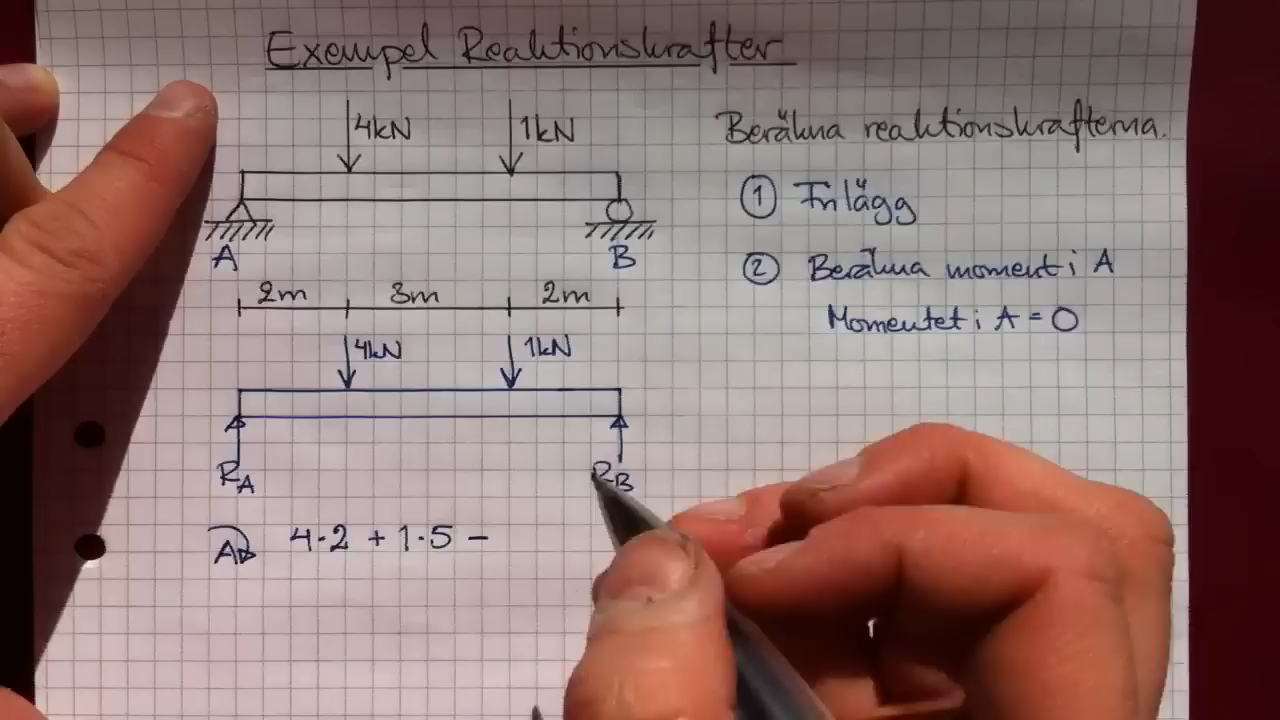 Exempel Reaktionskrafter
4kN 1kN
Beräkna reaktionskrafterna.
① Frilägg
A B
② Beräkna moment i A
2m 3m 2m
Momentet i A = 0
4kN 1kN
RA RB
A 4·2 + 1·5 −